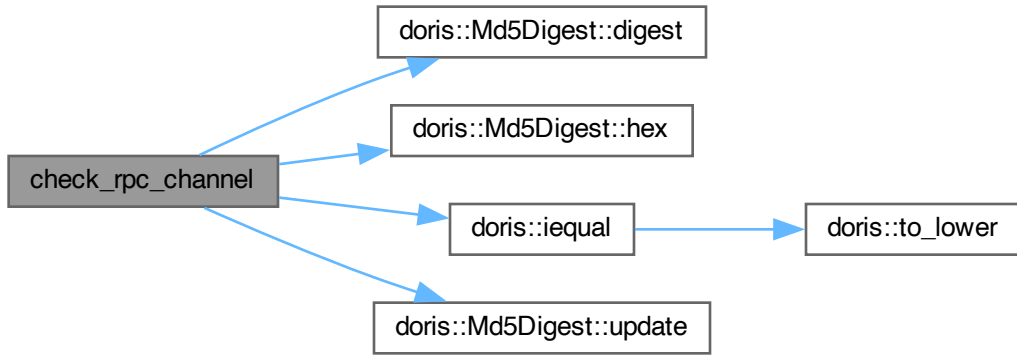 doris::Md5Digest::digest
doris::Md5Digest::hex
check_rpc_channel
doris::iequal
doris::to_lower
doris::Md5Digest::update